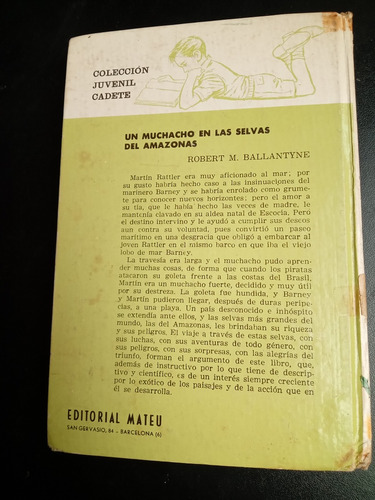 COLECCIÓN
JUVENIL
CADETE
UN MUCHACHO EN LAS SELVAS
DEL AMAZONAS
ROBERT M. BALLANTYNE
Martín Rattler era muy aficionado al mar; por
su gusto habría hecho caso a las insinuaciones del
marinero Barney y se habría enrolado como grume-
te para conocer nuevos horizontes; pero el amor a
su tía, que le había hecho las veces de madre, le
mantenía clavado en su aldea natal de Escocia. Pero
el destino intervino y le ayudó a cumplir sus deseos
aun contra su voluntad, pues convirtió un paseo
marítimo en una desgracia que obligó a embarcar al
joven Rattler en el mismo barco en que iba el viejo
lobo de mar Barney.
La travesía era larga y el muchacho pudo apren-
der muchas cosas, de forma que cuando los piratas
atacaron su goleta frente a las costas del Brasil,
Martín era un muchacho fuerte, decidido y muy útil
por su destreza. La goleta fue hundida, y Barney
y Martín pudieron llegar, después de duras peripe-
cias, a una playa. Un país desconocido e inhóspito
se extendía ante ellos, y las selvas más grandes del
mundo, las del Amazonas, les brindaban su riqueza
y sus peligros. El viaje a través de estas selvas, con
sus luchas, con sus aventuras de todo género, con
sus peligros, con sus sorpresas, con las alegrías del
triunfo, forman el argumento de este libro, que,
además de instructivo por lo que tiene de descrip-
tivo y científico, es de un interés siempre creciente
por lo exótico de los paisajes y de la acción que en
él se desarrolla.
EDITORIAL MATEU
SAN GERVASIO, 84 - BARCELONA (6)